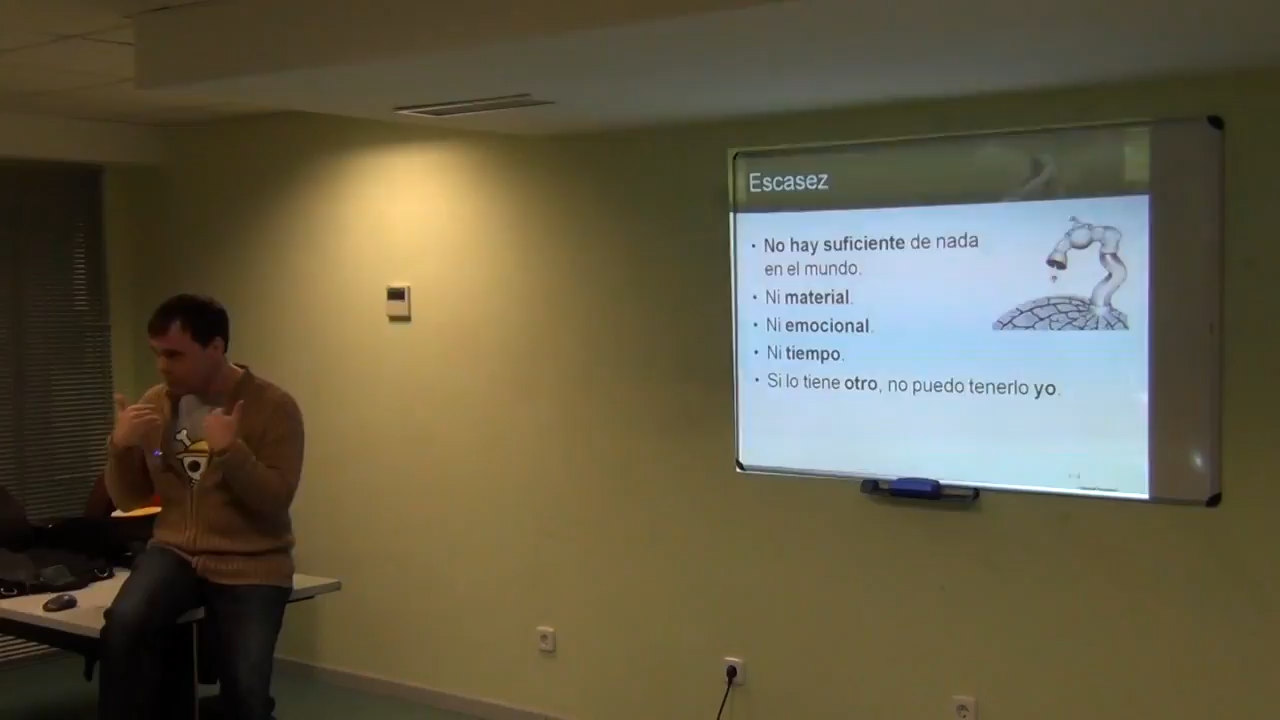 Escasez
• No hay suficiente de nada
en el mundo.
• Ni material.
• Ni emocional.
• Ni tiempo.
• Si lo tiene otro, no puedo tenerlo yo.